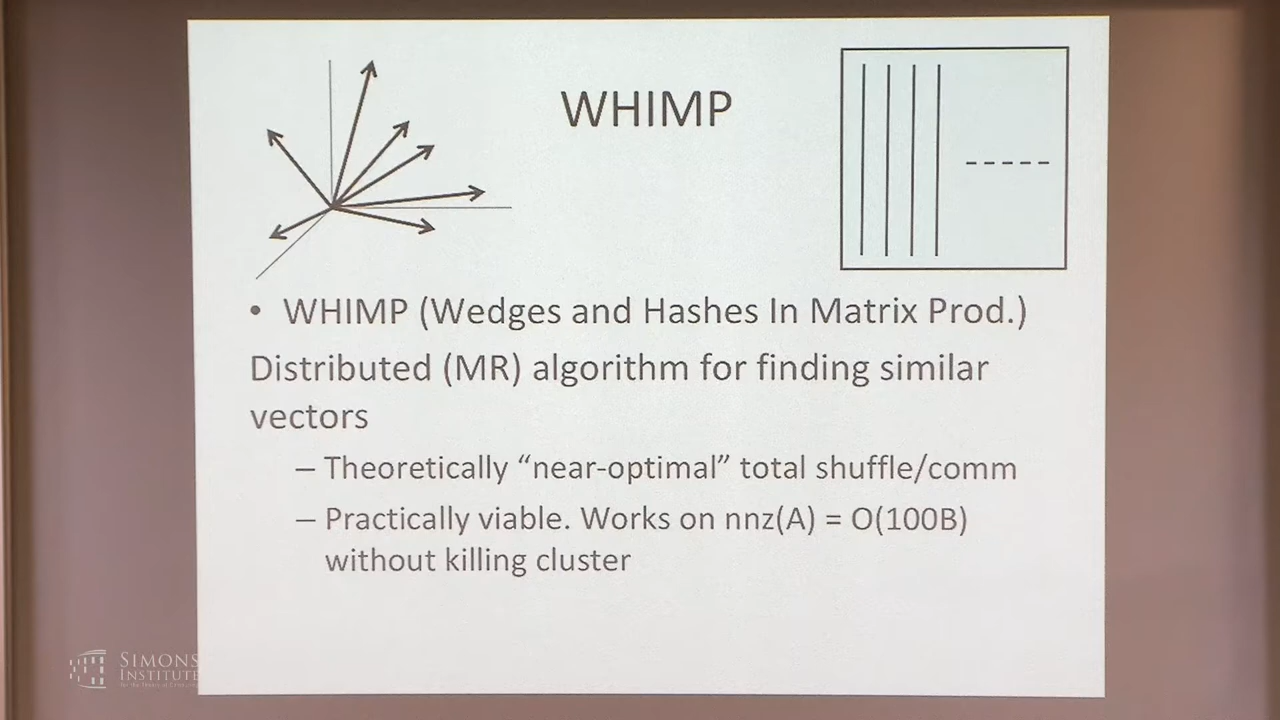 WHIMP
• WHIMP (Wedges and Hashes In Matrix Prod.)
Distributed (MR) algorithm for finding similar
vectors
– Theoretically “near-optimal” total shuffle/comm
– Practically viable. Works on nnz(A) = O(100B)
without killing cluster
SIMONS
INSTITUTE